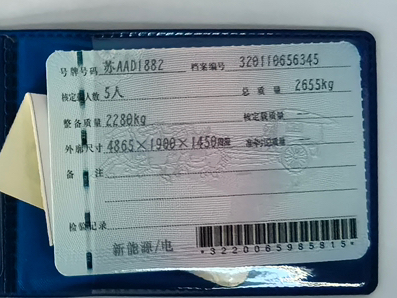 号牌号码 苏AAD1882 档案编号 320110656345
核定载人数 5人 总质量 2655kg
整备质量 2280kg 核定载质量
外廓尺寸 4865×1900×1450mm 准牵引总质量
备注
检验记录
新能源/电
*3220065985815*